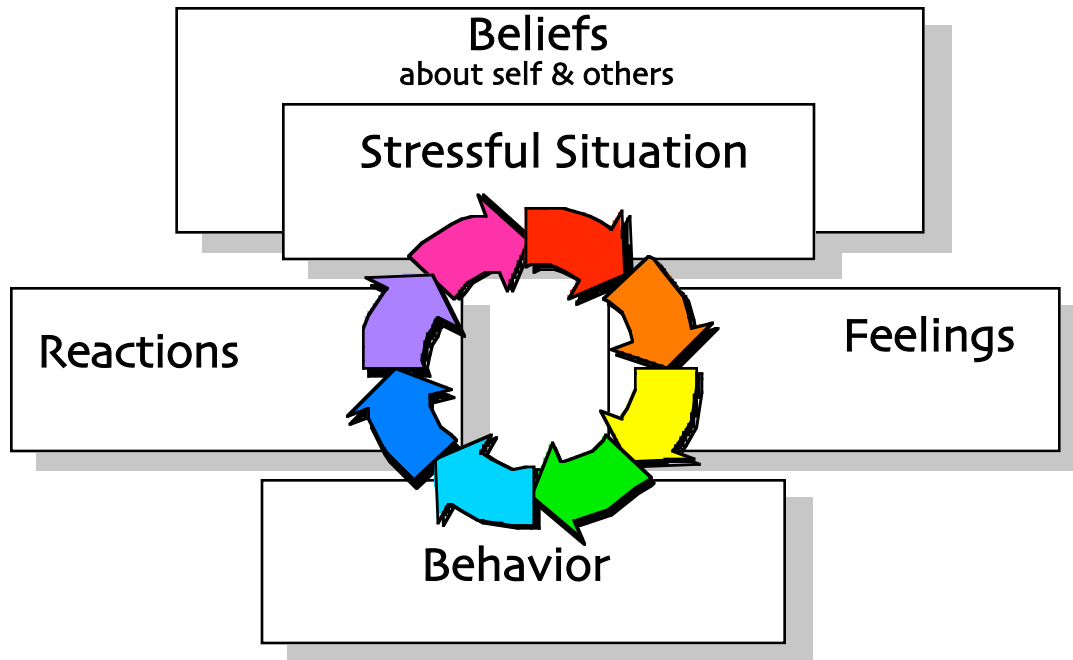 Beliefs
about self & others
Stressful Situation
Reactions
Feelings
Behavior